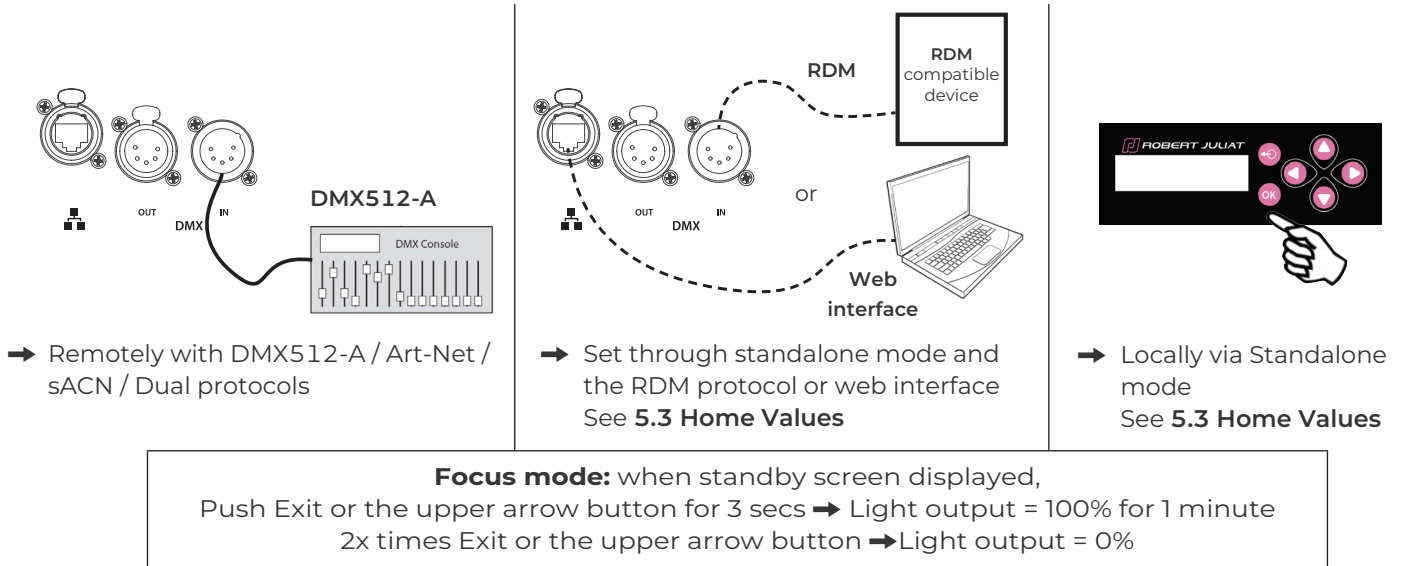 OUT
IN
DMX
DMX512-A
DMX Console
➞ Remotely with DMX512-A / Art-Net /
sACN / Dual protocols
RDM
RDM
compatible
device
or
OUT
IN
DMX
Web
interface
➞ Set through standalone mode and
the RDM protocol or web interface
See 5.3 Home Values
ROBERT JULIAT
OK
➞ Locally via Standalone
mode
See 5.3 Home Values
Focus mode: when standby screen displayed,
Push Exit or the upper arrow button for 3 secs ➞ Light output = 100% for 1 minute
2x times Exit or the upper arrow button ➞Light output = 0%